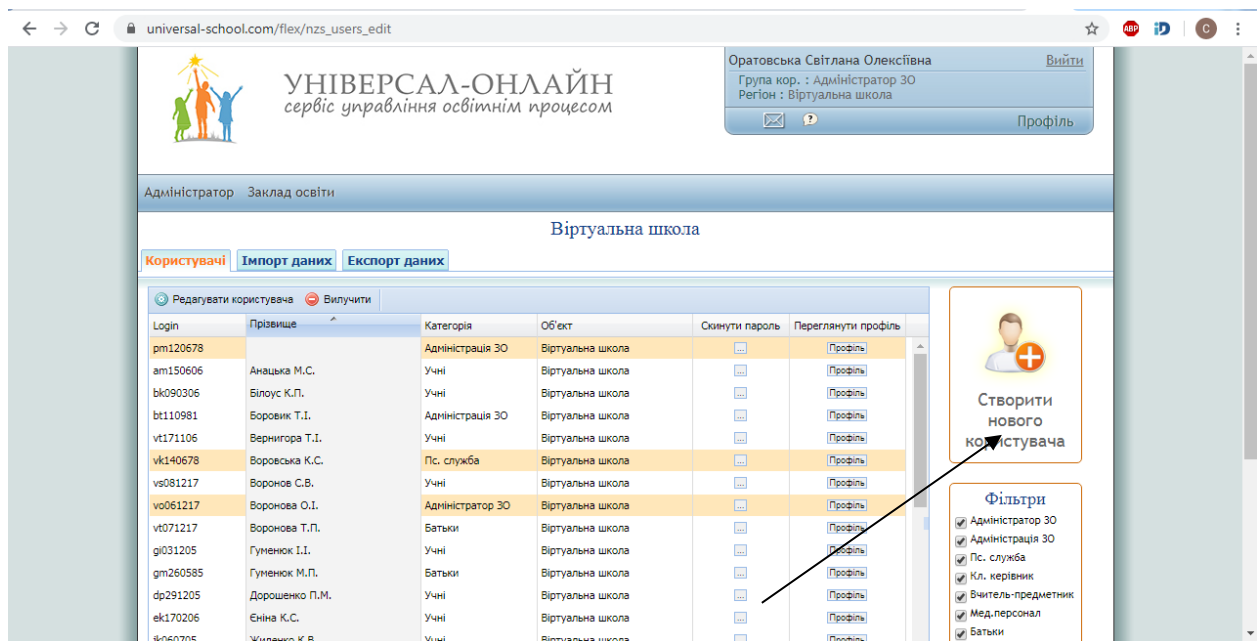 universal-school.com/flex/nzs_users_edit
ABP
C
УНІВЕРСАЛ-ОНЛАЙН
сервіс управління освітнім процесом
Оратовська Світлана Олексіївна Вийти
Група кор. : Адміністратор ЗО
Регіон : Віртуальна школа
Профіль
Адміністратор Заклад освіти
Віртуальна школа
Користувачі Імпорт даних Експорт даних
Редагувати користувача Вилучити
Login Прізвище Категорія Об'єкт Скинути пароль Переглянути профіль
pm120678 Адміністрація ЗО Віртуальна школа ... Профіль
am150606 Анацька М.С. Учні Віртуальна школа ... Профіль
bk090306 Білоус К.П. Учні Віртуальна школа ... Профіль
bt110981 Боровик Т.І. Адміністрація ЗО Віртуальна школа ... Профіль
vt171106 Вернигора Т.І. Учні Віртуальна школа ... Профіль
vk140678 Воровська К.С. Пс. служба Віртуальна школа ... Профіль
vs081217 Воронов С.В. Учні Віртуальна школа ... Профіль
vo061217 Воронова О.І. Адміністратор ЗО Віртуальна школа ... Профіль
vt071217 Воронова Т.П. Батьки Віртуальна школа ... Профіль
gi031205 Гуменюк І.І. Учні Віртуальна школа ... Профіль
gm260585 Гуменюк М.П. Батьки Віртуальна школа ... Профіль
dp291205 Дорошенко П.М. Учні Віртуальна школа ... Профіль
ek170206 Єніна К.С. Учні Віртуальна школа ... Профіль
jk060705 Жиленко К.В. Учні Віртуальна школа ... Профіль
Створити
нового
користувача
Фільтри
Адміністратор ЗО
Адміністрація ЗО
Пс. служба
Кл. керівник
Вчитель-предметник
Мед.персонал
Батьки